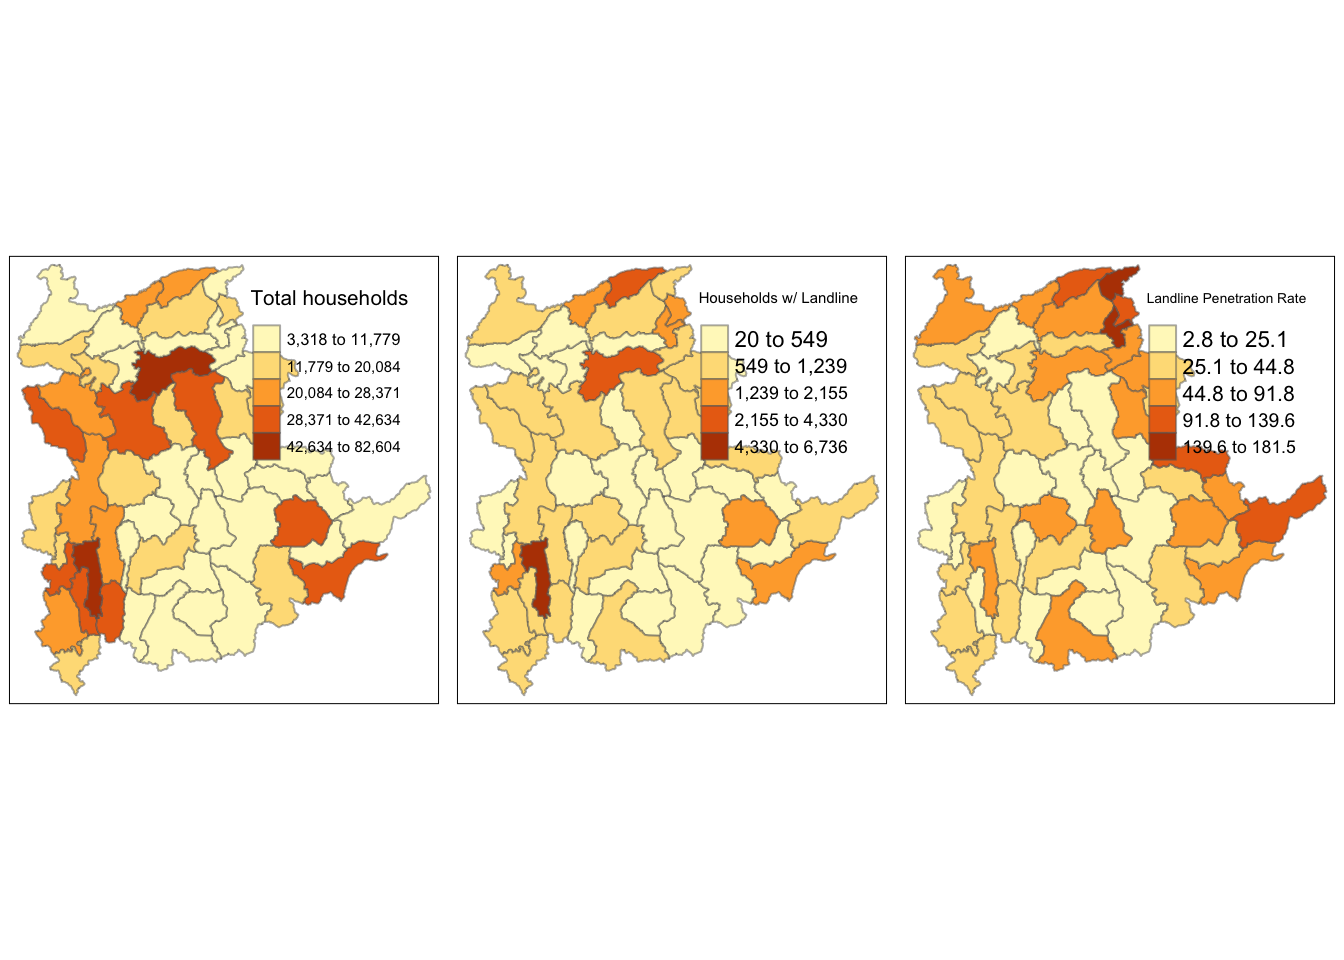 Total households
3,318 to 11,779
11,779 to 20,084
20,084 to 28,371
28,371 to 42,634
42,634 to 82,604
Households w/ Landline
20 to 549
549 to 1,239
1,239 to 2,155
2,155 to 4,330
4,330 to 6,736
Landline Penetration Rate
2.8 to 25.1
25.1 to 44.8
44.8 to 91.8
91.8 to 139.6
139.6 to 181.5